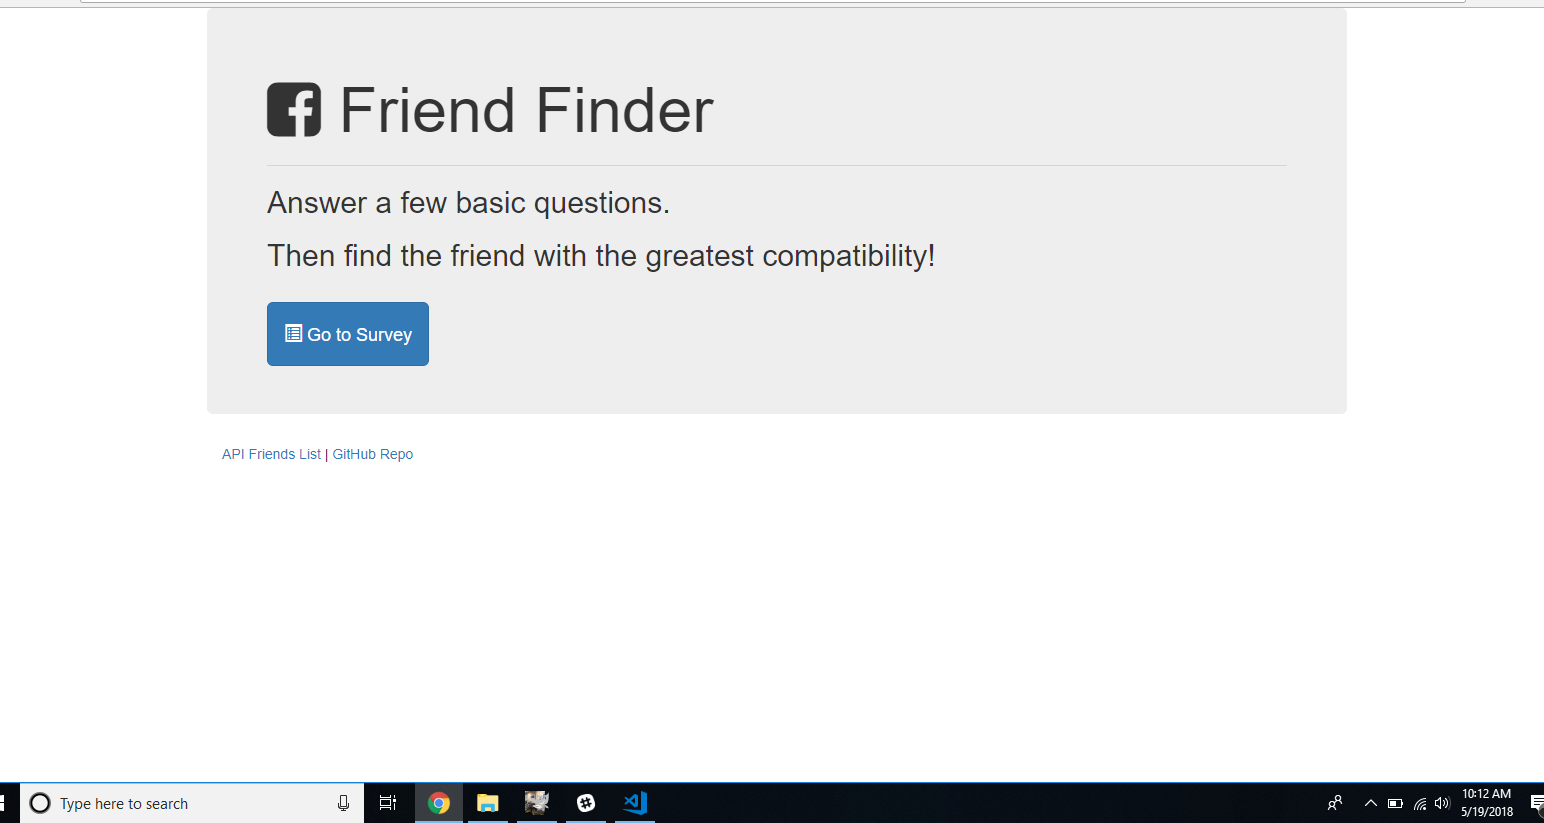 Friend Finder
Answer a few basic questions.
Then find the friend with the greatest compatibility!
Go to Survey
API Friends List | GitHub Repo
Type here to search
10:12 AM
5/19/2018